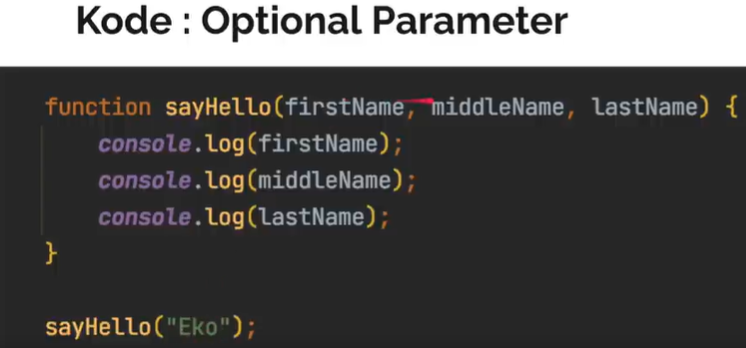 Kode : Optional Parameter
function sayHello(firstName, middleName, lastName) {
    console.log(firstName);
    console.log(middleName);
    console.log(lastName);
}
sayHello("Eko");